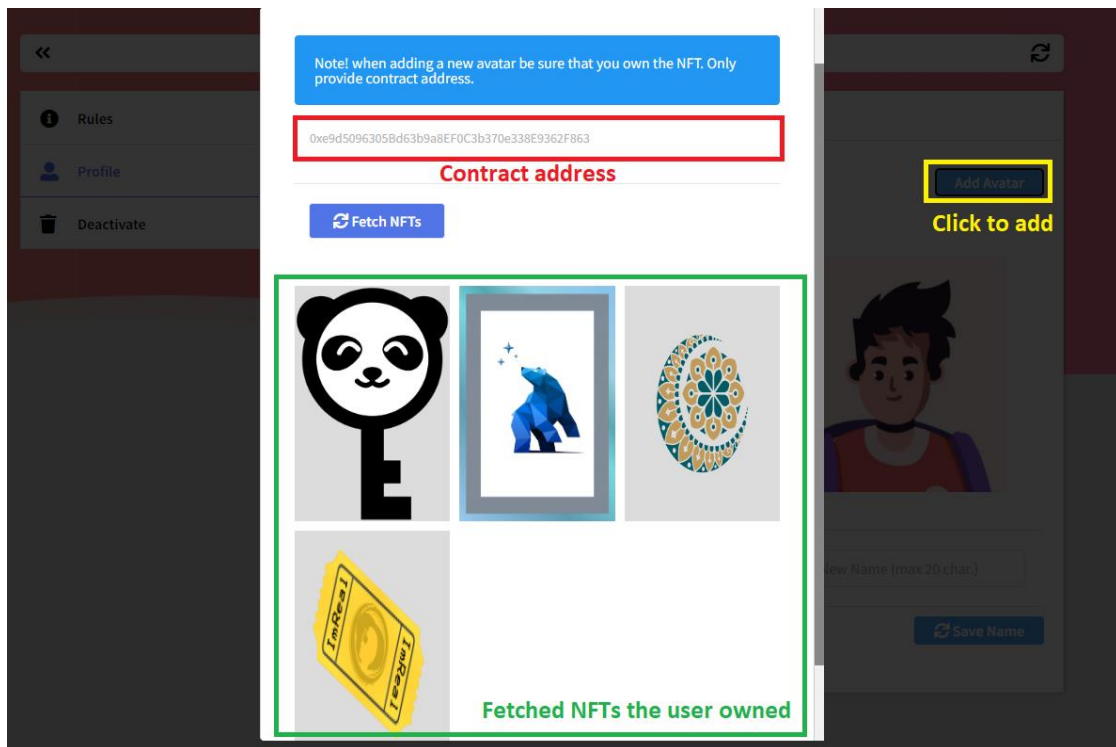 Note! when adding a new avatar be sure that you own the NFT. Only
provide contract address.
0xe9d5096305Bd63b9a8EF0C3b370e338E9362F863
Contract address
Fetch NFTs
Rules
Profile
Deactivate
Add Avatar
Click to add
ImReal
ImReal
Fetched NFTs the user owned
New Name (max 20 char.)
Save Name